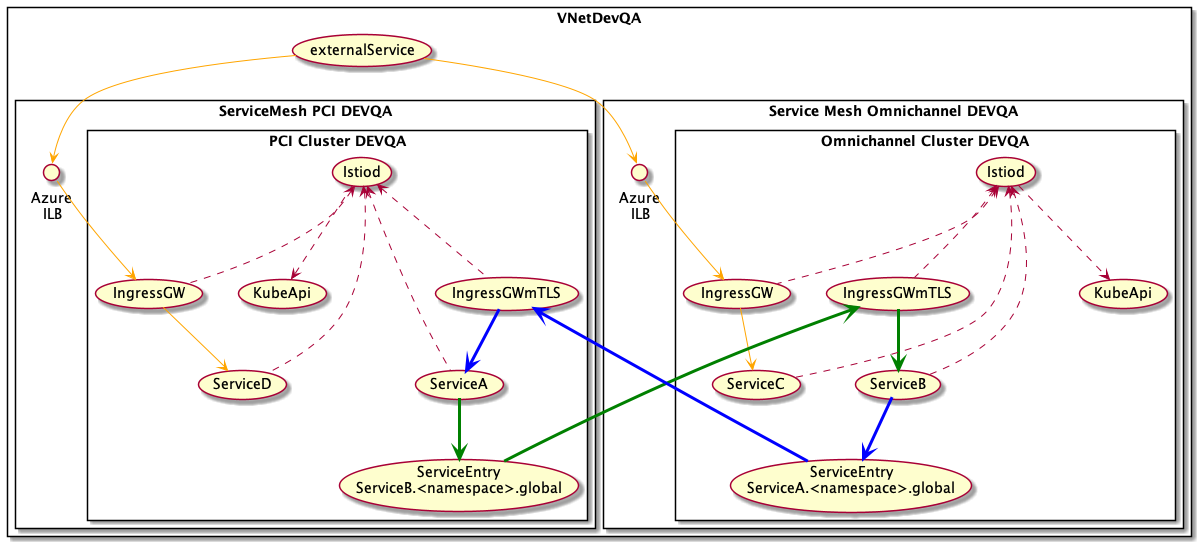 VNetDevQA
externalService
ServiceMesh PCI DEVQA
Service Mesh Omnichannel DEVQA
PCI Cluster DEVQA
Omnichannel Cluster DEVQA
Azure
ILB
Istiod
Azure
ILB
Istiod
IngressGW
KubeApi
IngressGWmTLS
IngressGW
IngressGWmTLS
KubeApi
ServiceD
ServiceA
ServiceC
ServiceB
ServiceEntry
ServiceB.<namespace>.global
ServiceEntry
ServiceA.<namespace>.global